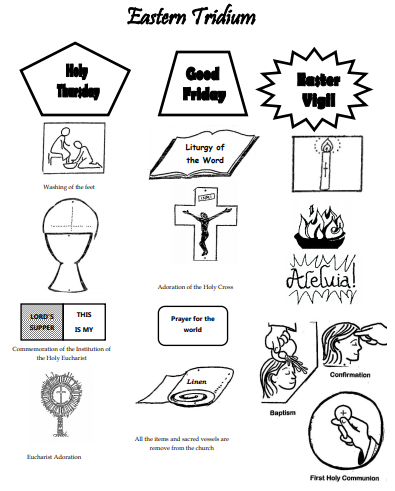 Eastern Tridium
Holy
Thursday
Good
Friday
Easter
Vigil
Washing of the feet
LORD'S
SUPPER
THIS
IS MY
Commemoration of the Institution of
the Holy Eucharist
Eucharist Adoration
Liturgy of
the Word
INRI
Adoration of the Holy Cross
Prayer for the
world
Linen
All the items and sacred vessels are
remove from the church
Aleluia!
Baptism
Confirmation
First Holy Communion